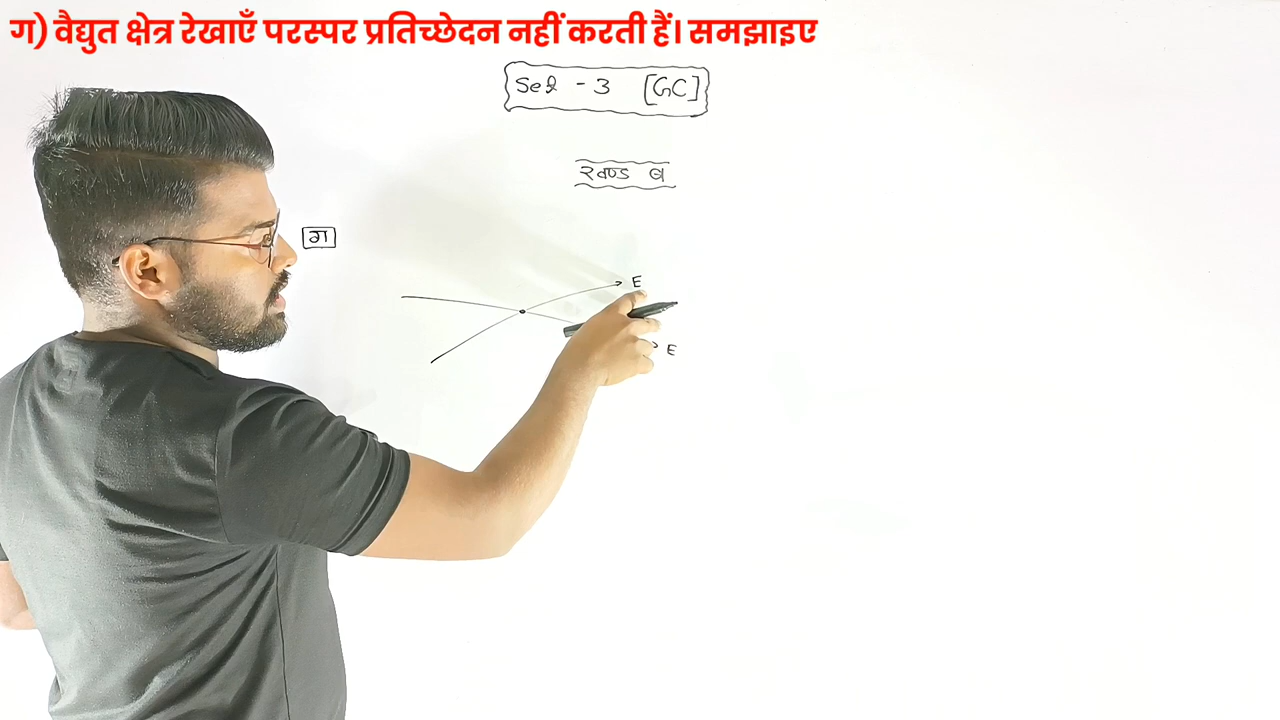 ग) वैद्युत क्षेत्र रेखाएँ परस्पर प्रतिच्छेदन नहीं करती हैं। समझाइए
Set - 3 [GC]
खण्ड ब
ग
E
E